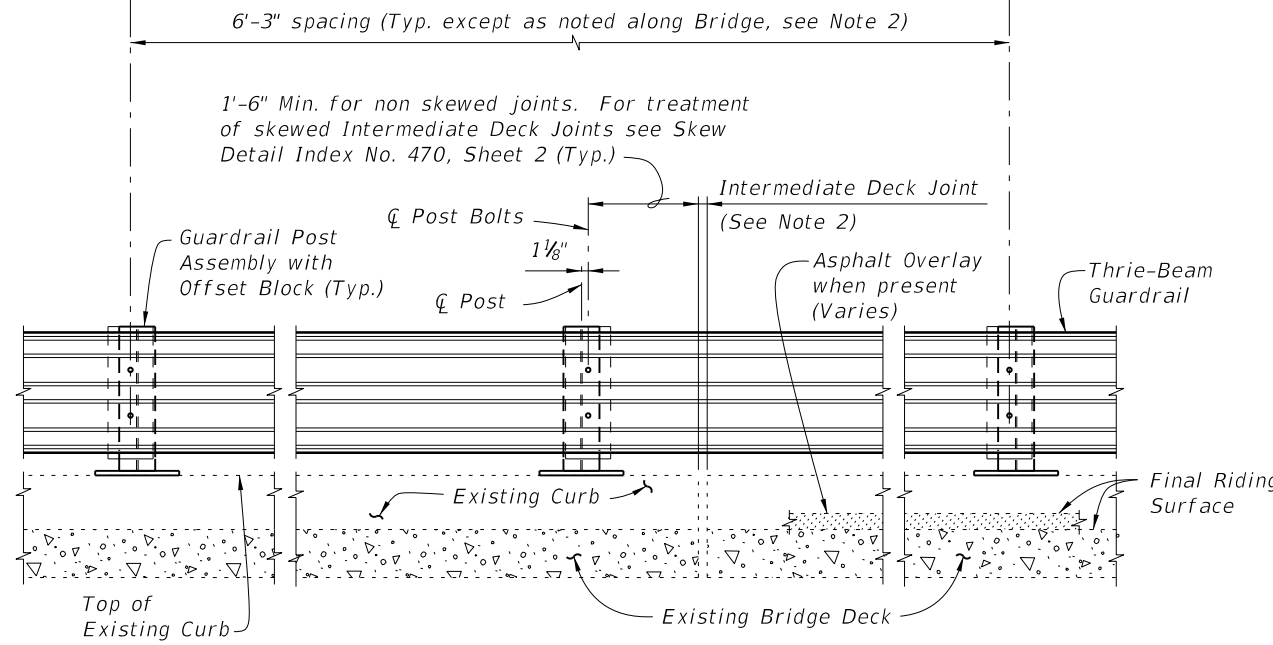 6'-3" spacing (Typ. except as noted along Bridge, see Note 2)
1'-6" Min. for non skewed joints. For treatment
of skewed Intermediate Deck Joints see Skew
Detail Index No. 470, Sheet 2 (Typ.)
Intermediate Deck Joint
(See Note 2)
℄ Post Bolts
1⅛"
℄ Post
Guardrail Post
Assembly with
Offset Block (Typ.)
Asphalt Overlay
when present
(Varies)
Thrie-Beam
Guardrail
Existing Curb
Final Riding
Surface
Top of
Existing Curb
Existing Bridge Deck